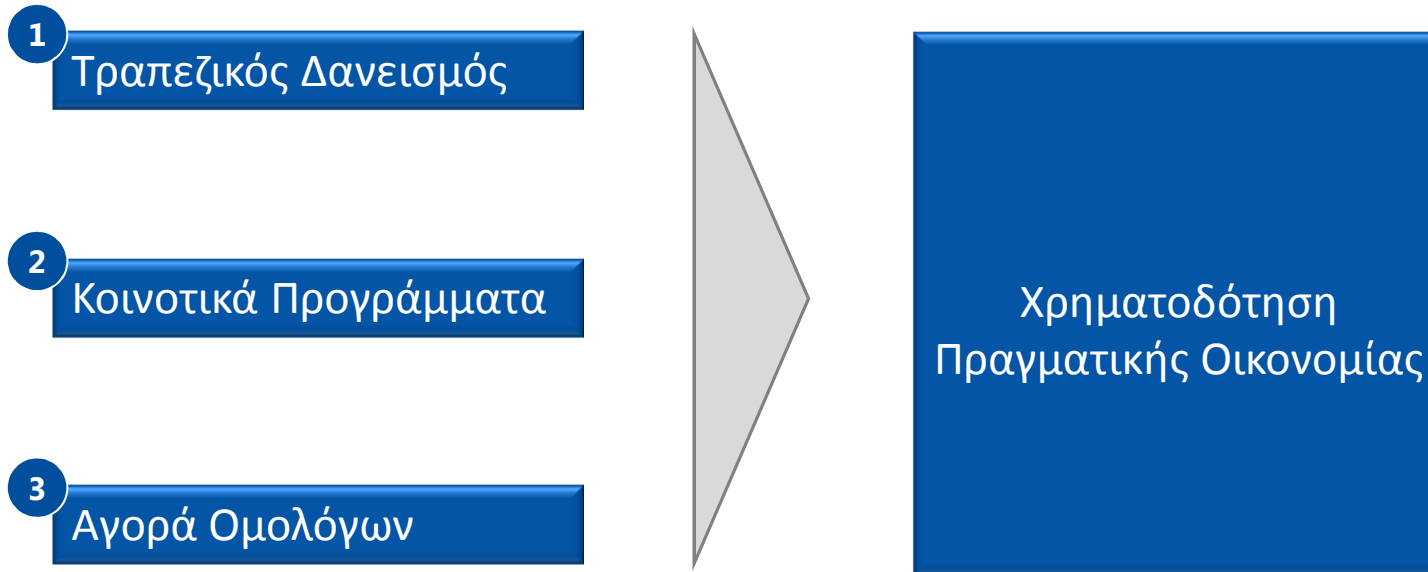 1
Τραπεζικός Δανεισμός
2
Κοινοτικά Προγράμματα
3
Αγορά Ομολόγων
Χρηματοδότηση
Πραγματικής Οικονομίας